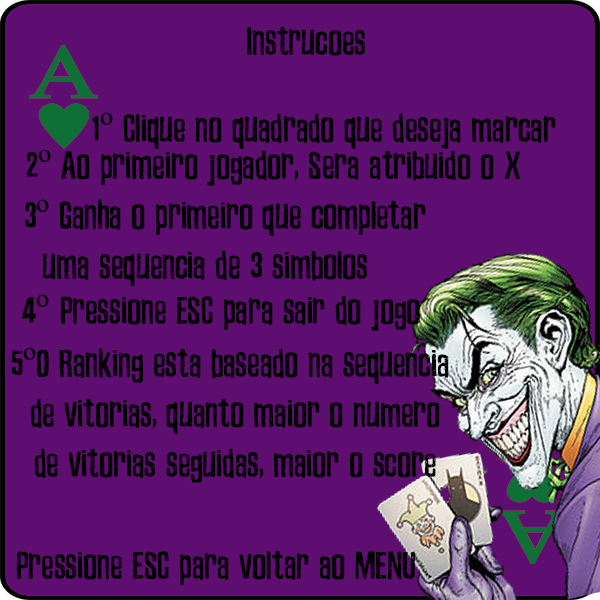 Instrucoes
A
1º Clique no quadrado que deseja marcar
2º Ao primeiro jogador, Sera atribuido o X
3º Ganha o primeiro que completar
uma sequencia de 3 simbolos
4º Pressione ESC para sair do jogo
5ºO Ranking esta baseado na sequencia
de vitorias, quanto maior o numero
de vitorias seguidas, maior o score
A
Pressione ESC para voltar ao MENU